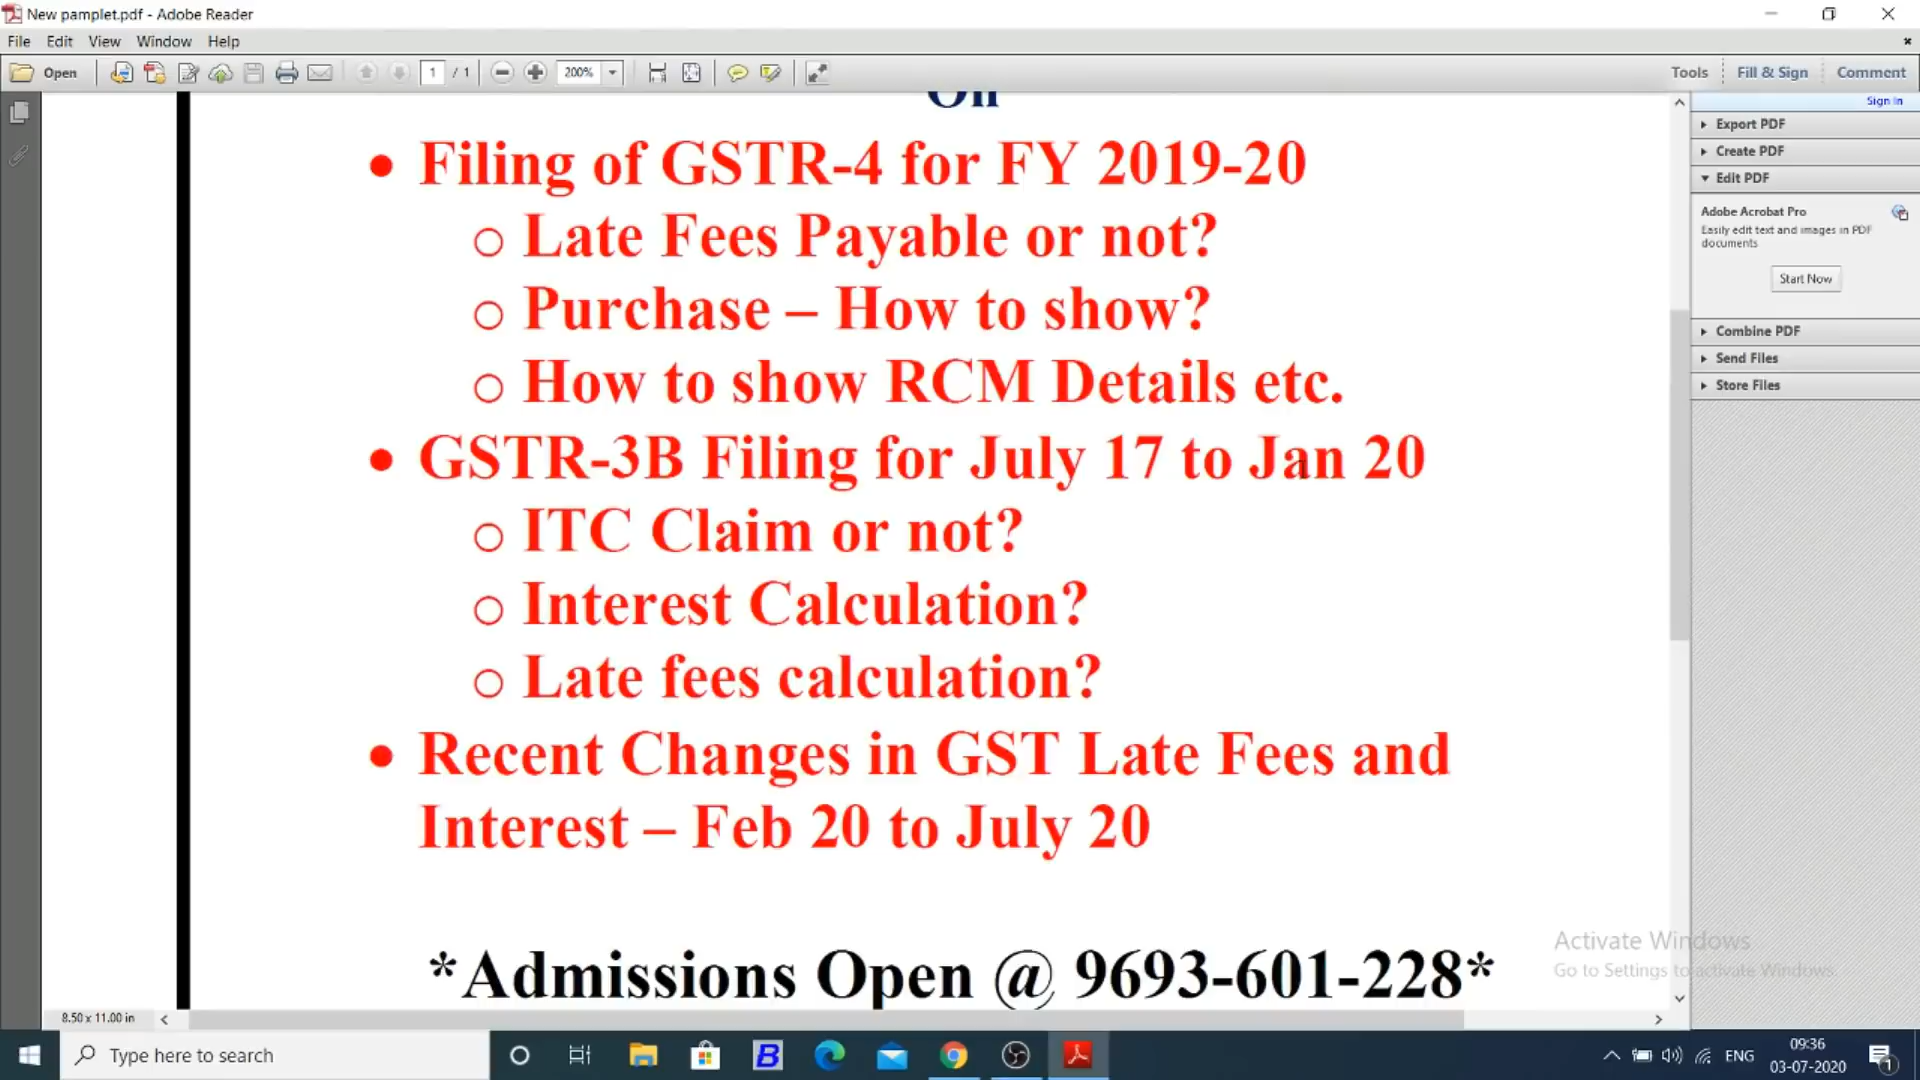 New pamplet.pdf - Adobe Reader
File Edit View Window Help
Open 1 / 1 200% Tools Fill & Sign Comment
Sign In
On
• Filing of GSTR-4 for FY 2019-20
o Late Fees Payable or not?
o Purchase – How to show?
o How to show RCM Details etc.
• GSTR-3B Filing for July 17 to Jan 20
o ITC Claim or not?
o Interest Calculation?
o Late fees calculation?
• Recent Changes in GST Late Fees and
Interest – Feb 20 to July 20
*Admissions Open @ 9693-601-228*
Export PDF
Create PDF
Edit PDF
Adobe Acrobat Pro
Easily edit text and images in PDF
documents
Start Now
Combine PDF
Send Files
Store Files
Activate Windows
Go to Settings to activate Windows.
8.50 x 11.00 in
Type here to search
B
ENG
09:36
03-07-2020
1